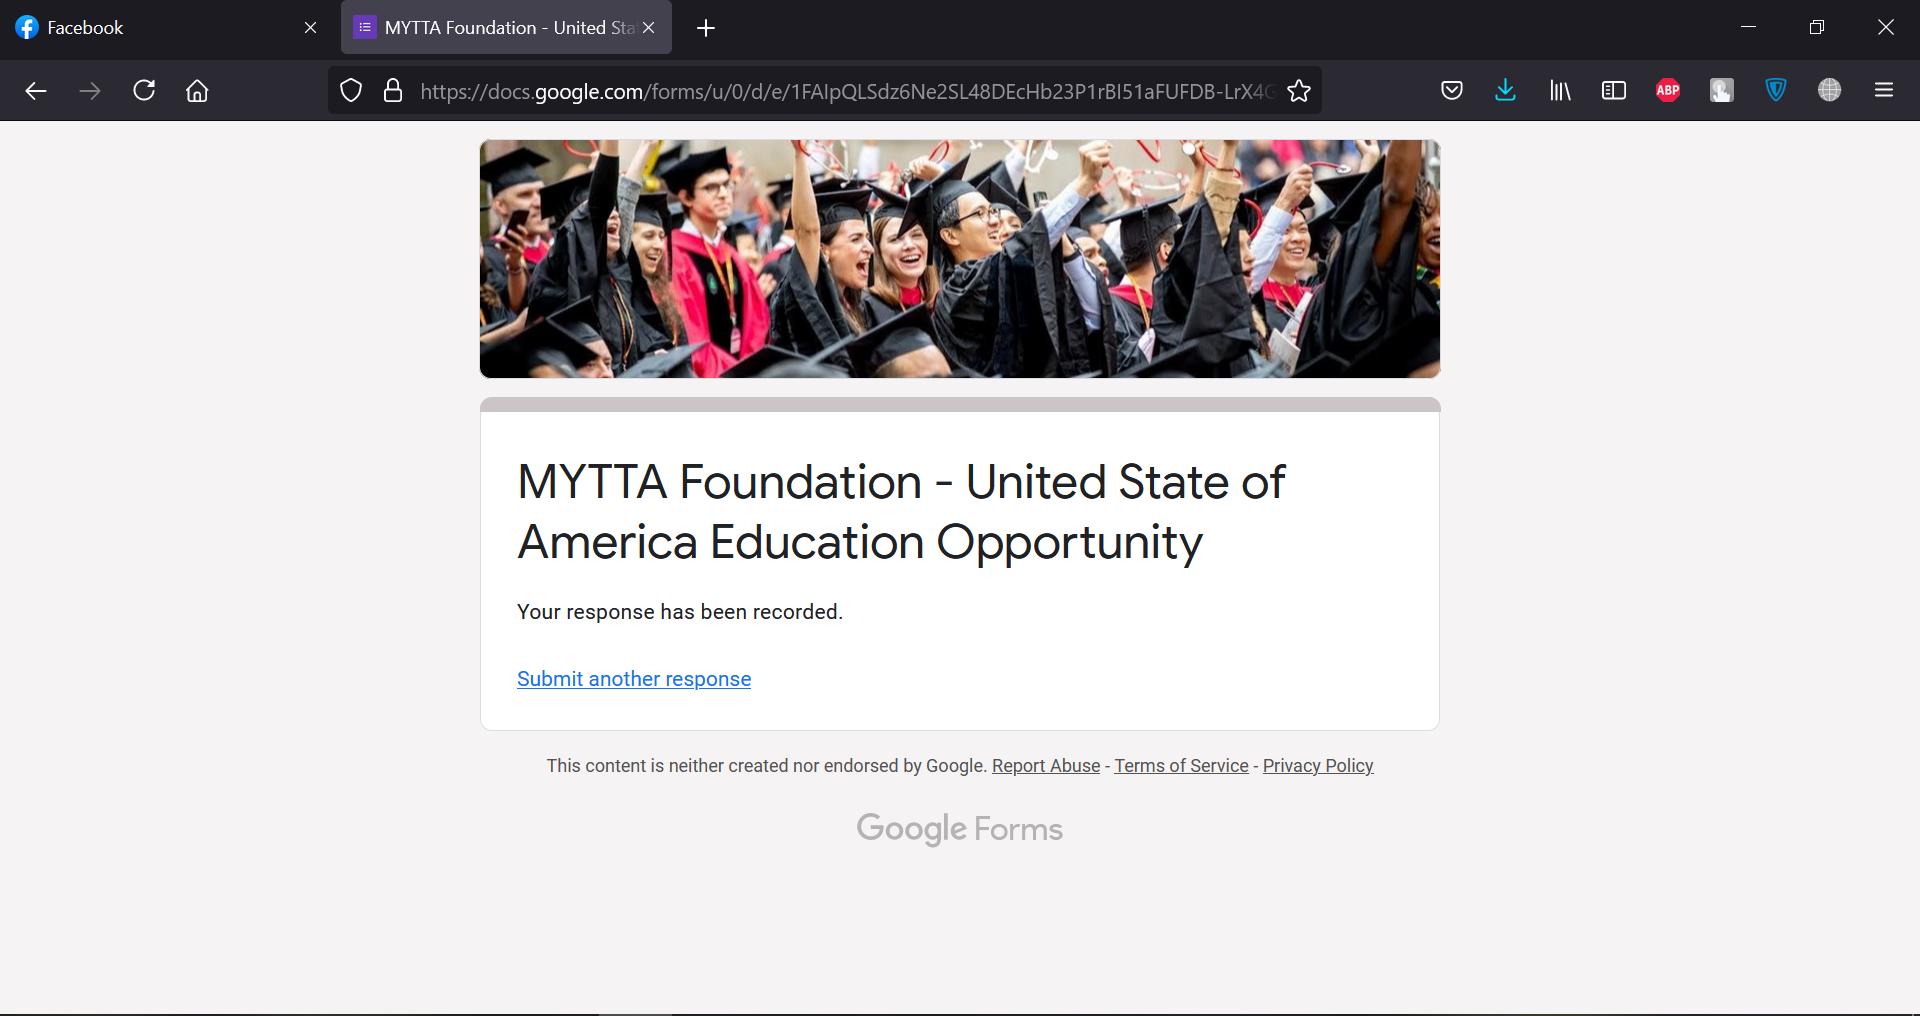 Facebook
MYTTA Foundation - United Sta
https://docs.google.com/forms/u/0/d/e/1FAIpQLSdz6Ne2SL48DEcHb23P1rBI51aFUFDB-LrX4G
ABP
MYTTA Foundation - United State of
America Education Opportunity
Your response has been recorded.
Submit another response
This content is neither created nor endorsed by Google. Report Abuse - Terms of Service - Privacy Policy
Google Forms